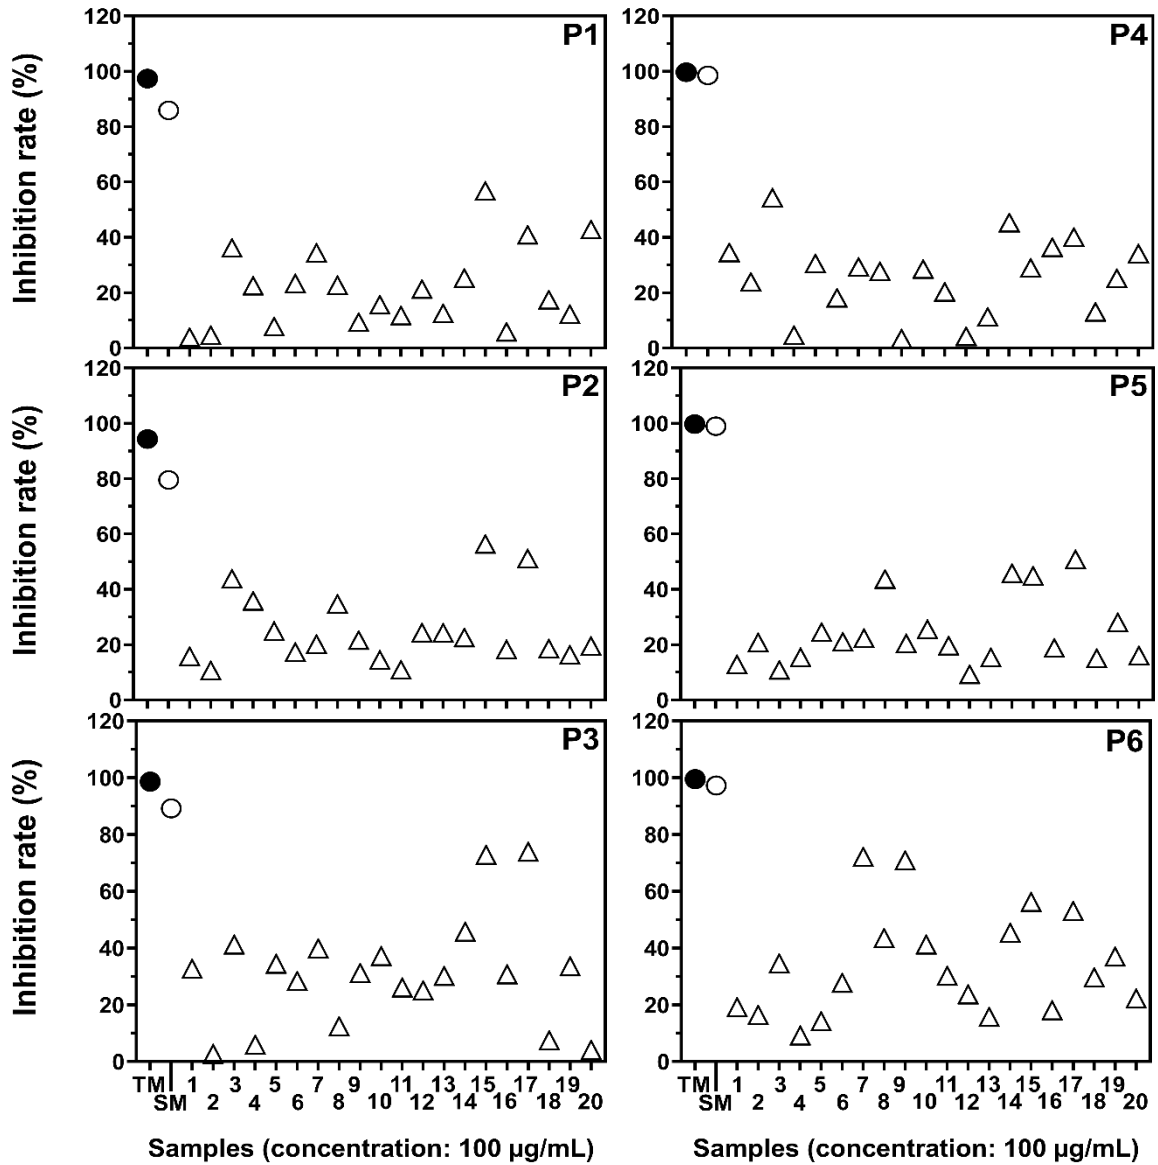 Inhibition rate (%)
120
100
80
60
40
20
0
P1
120
100
80
60
40
20
0
P4
Inhibition rate (%)
120
100
80
60
40
20
0
P2
120
100
80
60
40
20
0
P5
Inhibition rate (%)
120
100
80
60
40
20
0
P3
120
100
80
60
40
20
0
P6
TM 1 3 5 7 9 11 13 15 17 19
SM 2 4 6 8 10 12 14 16 18 20
TM 1 3 5 7 9 11 13 15 17 19
SM 2 4 6 8 10 12 14 16 18 20
Samples (concentration: 100 μg/mL)
Samples (concentration: 100 μg/mL)